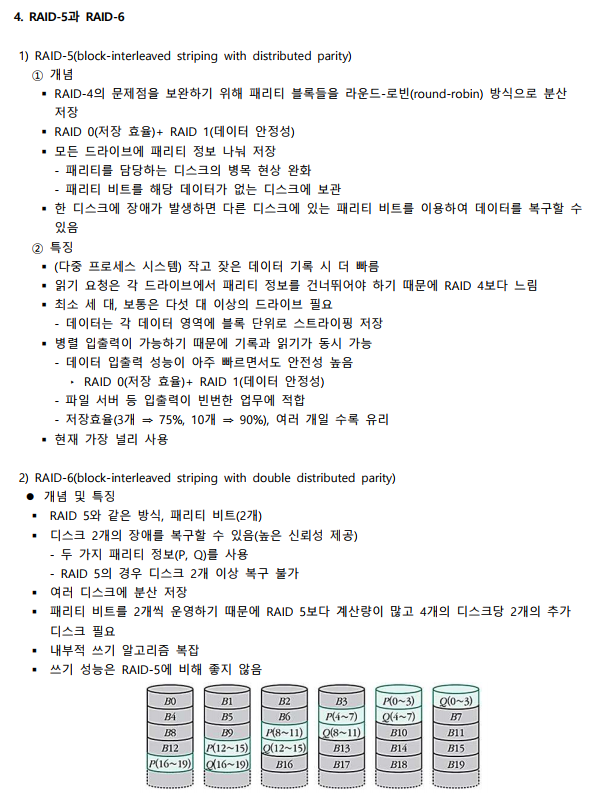 4. RAID-5과 RAID-6
1) RAID-5(block-interleaved striping with distributed parity)
① 개념
▪ RAID-4의 문제점을 보완하기 위해 패리티 블록들을 라운드-로빈(round-robin) 방식으로 분산
저장
▪ RAID 0(저장 효율)+ RAID 1(데이터 안정성)
▪ 모든 드라이브에 패리티 정보 나눠 저장
- 패리티를 담당하는 디스크의 병목 현상 완화
- 패리티 비트를 해당 데이터가 없는 디스크에 보관
▪ 한 디스크에 장애가 발생하면 다른 디스크에 있는 패리티 비트를 이용하여 데이터를 복구할 수
있음
② 특징
▪ (다중 프로세스 시스템) 작고 잦은 데이터 기록 시 더 빠름
▪ 읽기 요청은 각 드라이브에서 패리티 정보를 건너뛰어야 하기 때문에 RAID 4보다 느림
▪ 최소 세 대, 보통은 다섯 대 이상의 드라이브 필요
- 데이터는 각 데이터 영역에 블록 단위로 스트라이핑 저장
▪ 병렬 입출력이 가능하기 때문에 기록과 읽기가 동시 가능
- 데이터 입출력 성능이 아주 빠르면서도 안전성 높음
‣ RAID 0(저장 효율)+ RAID 1(데이터 안정성)
- 파일 서버 등 입출력이 빈번한 업무에 적합
- 저장효율(3개 ⇒ 75%, 10개 ⇒ 90%), 여러 개일 수록 유리
▪ 현재 가장 널리 사용
2) RAID-6(block-interleaved striping with double distributed parity)
● 개념 및 특징
▪ RAID 5와 같은 방식, 패리티 비트(2개)
▪ 디스크 2개의 장애를 복구할 수 있음(높은 신뢰성 제공)
- 두 가지 패리티 정보(P, Q)를 사용
- RAID 5의 경우 디스크 2개 이상 복구 불가
▪ 여러 디스크에 분산 저장
▪ 패리티 비트를 2개씩 운영하기 때문에 RAID 5보다 계산량이 많고 4개의 디스크당 2개의 추가
디스크 필요
▪ 내부적 쓰기 알고리즘 복잡
▪ 쓰기 성능은 RAID-5에 비해 좋지 않음
B0 B1 B2 B3 P(0~3) Q(0~3)
B4 B5 B6 P(4~7) Q(4~7) B7
B8 B9 P(8~11) Q(8~11) B10 B11
B12 P(12~15) Q(12~15) B13 B14 B15
P(16~19) Q(16~19) B16 B17 B18 B19